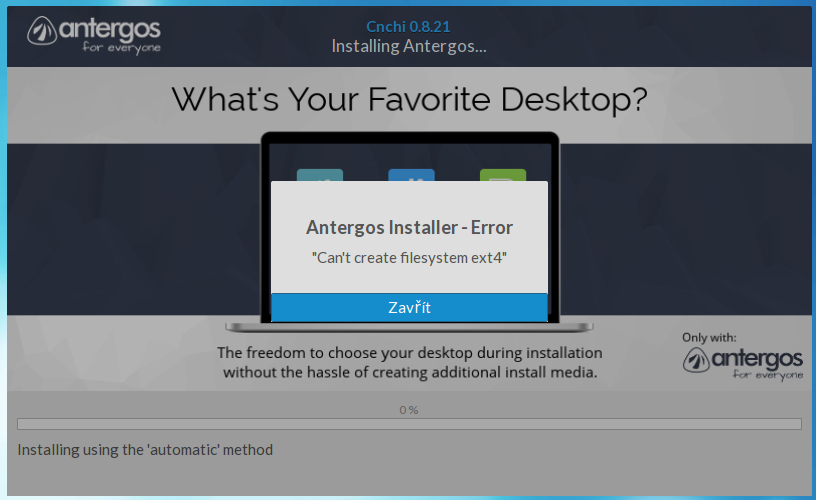 antergos
for everyone
Cnchi 0.8.21
Installing Antergos...
What's Your Favorite Desktop?
Antergos Installer - Error
"Can't create filesystem ext4"
Zavřít
The freedom to choose your desktop during installation
without the hassle of creating additional install media.
Only with:
antergos
for everyone
0 %
Installing using the 'automatic' method